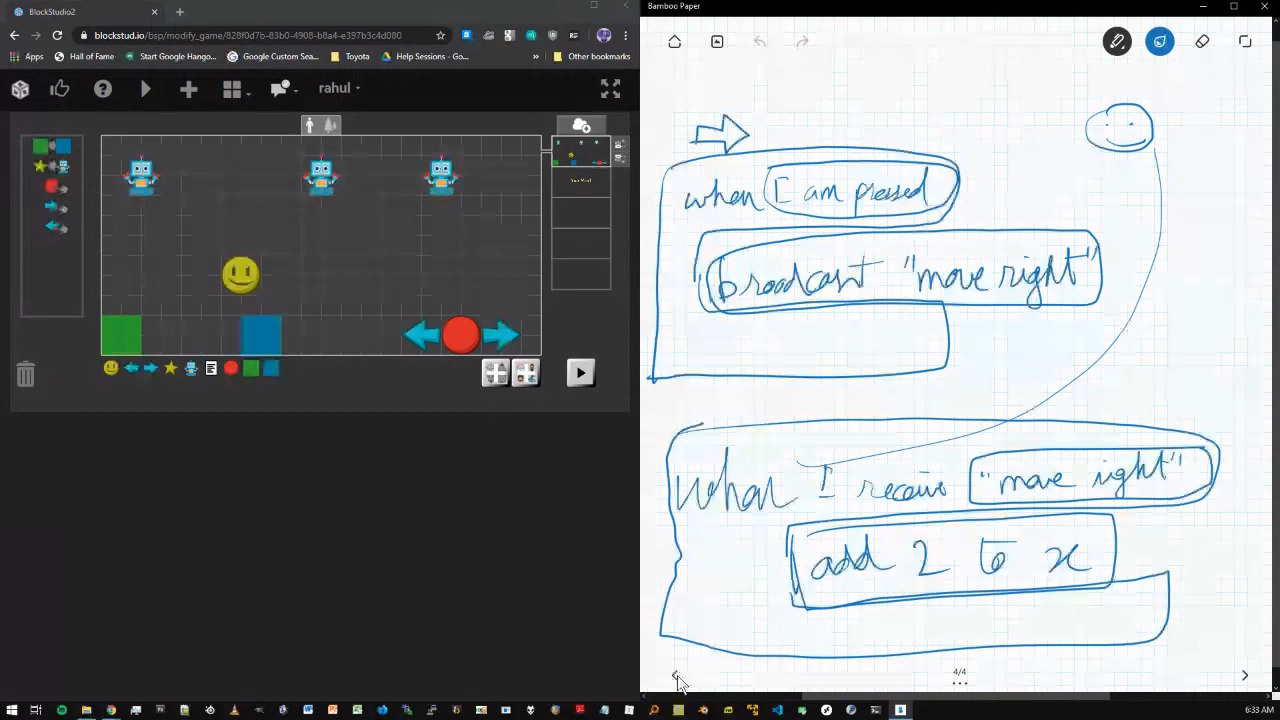 BlockStudio2
Bamboo Paper
blockstud.io/bsp/modify_game/828f0d7b-83b0-4908-b8a4-e397b3c4d080
Apps
Hall of Fame
Start Google Hango...
Google Custom Sea...
Toyota
Help Sessions - Go...
Other bookmarks
rahul
when I am pressed
broadcast "move right"
When I receive "move right"
add 2 to x
4/4
6:33 AM